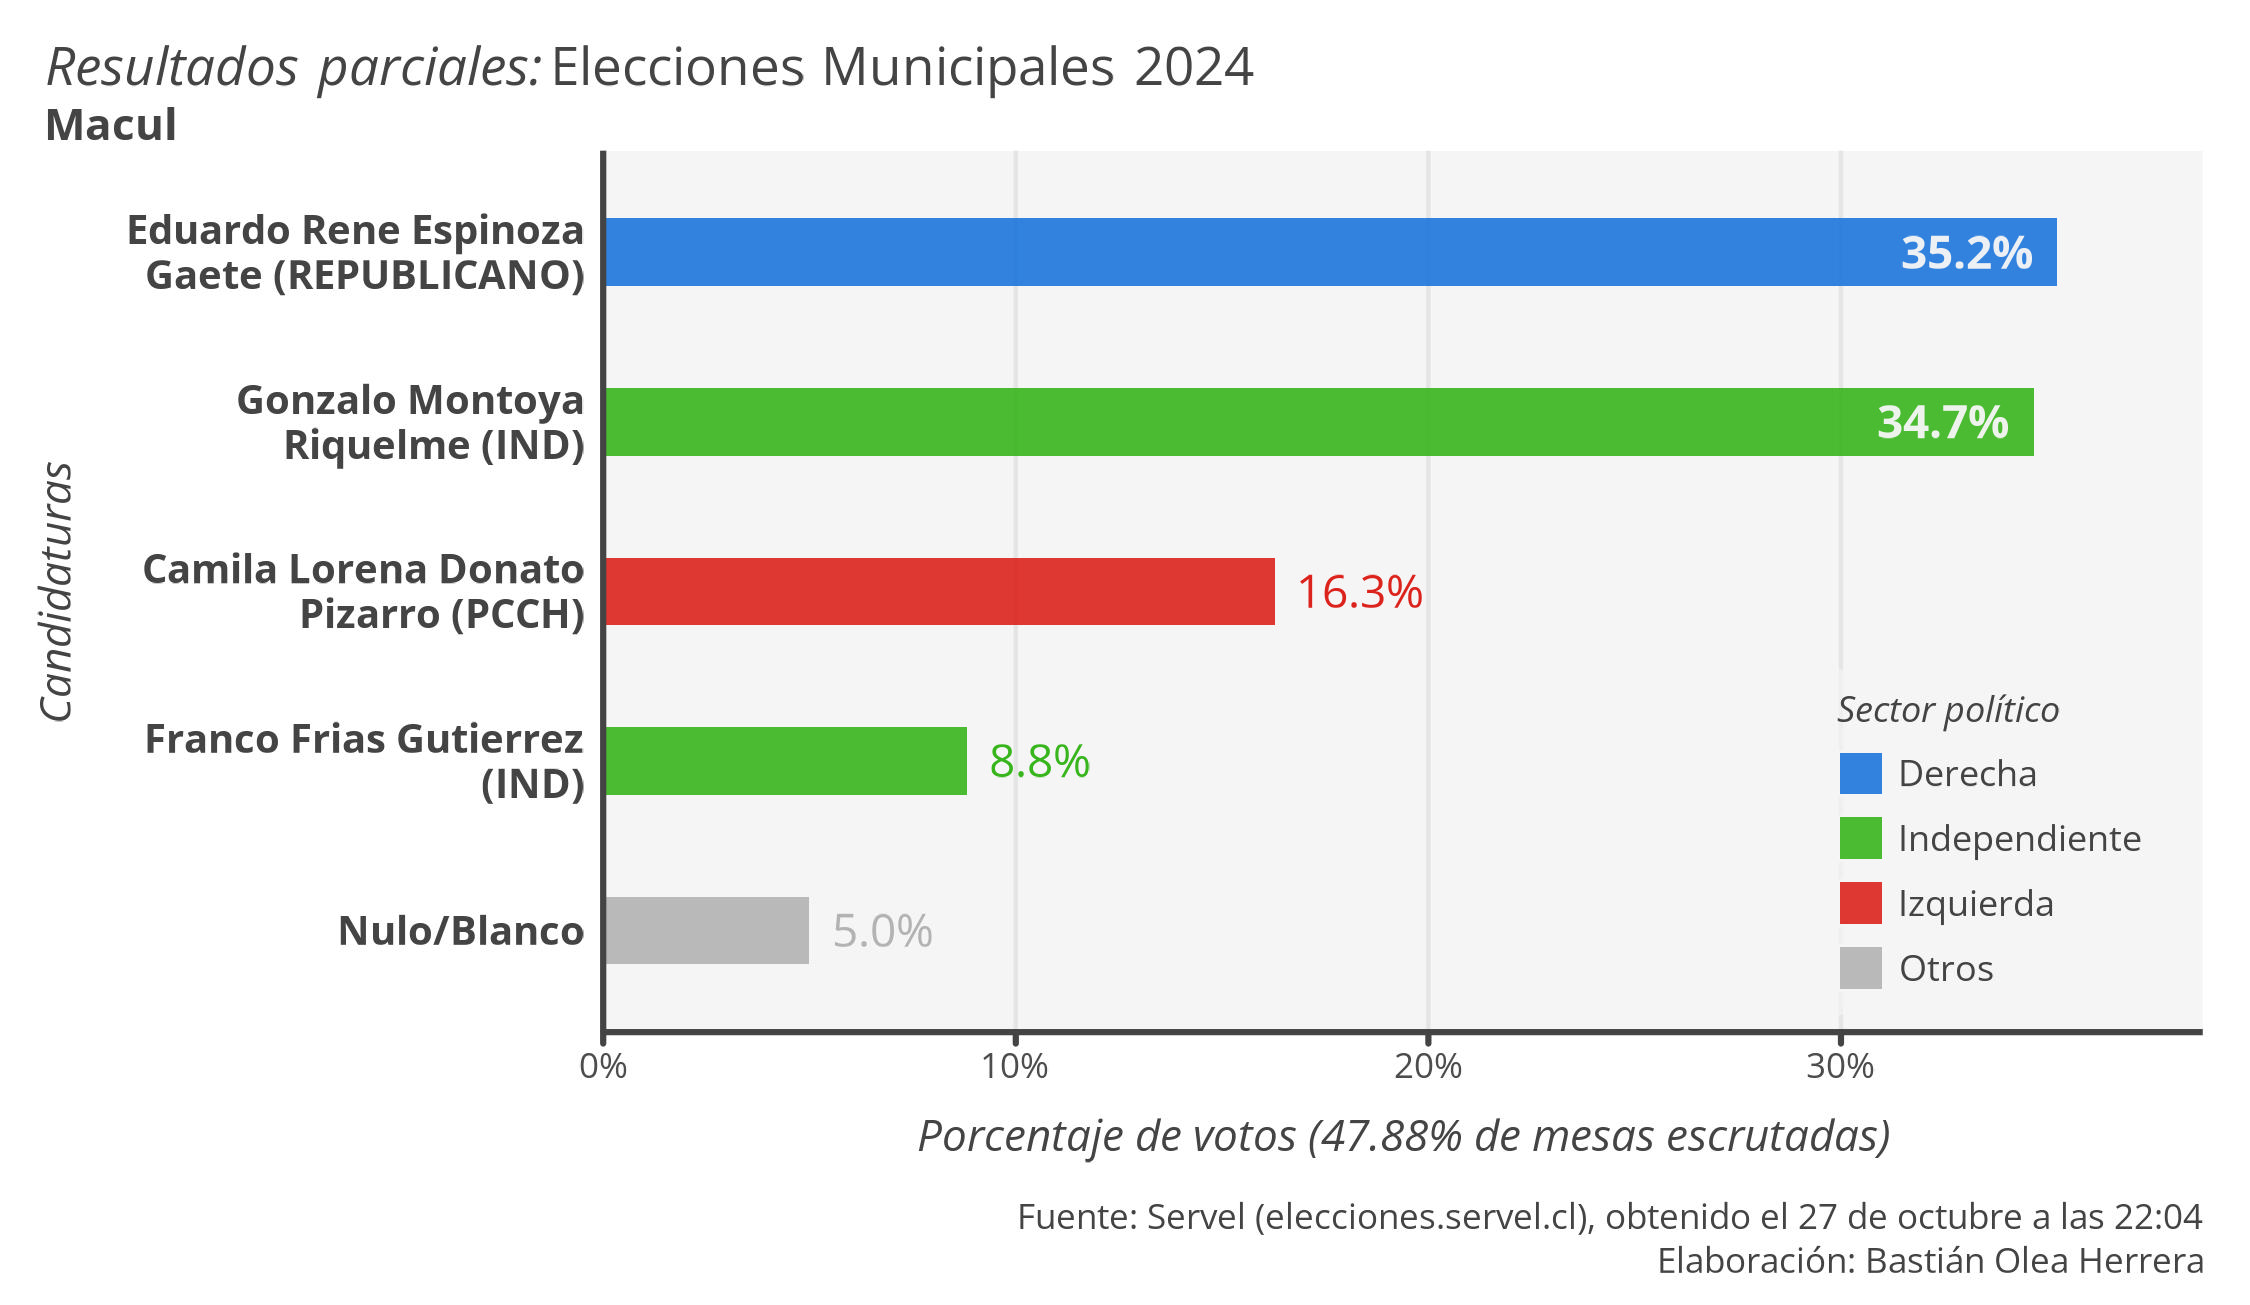 Resultados parciales: Elecciones Municipales 2024
Macul
Candidaturas
Eduardo Rene Espinoza
Gaete (REPUBLICANO)
35.2%
Gonzalo Montoya
Riquelme (IND)
34.7%
Camila Lorena Donato
Pizarro (PCCH)
16.3%
Franco Frias Gutierrez
(IND)
8.8%
Nulo/Blanco
5.0%
Sector político
Derecha
Independiente
Izquierda
Otros
0% 10% 20% 30%
Porcentaje de votos (47.88% de mesas escrutadas)
Fuente: Servel (elecciones.servel.cl), obtenido el 27 de octubre a las 22:04
Elaboración: Bastián Olea Herrera